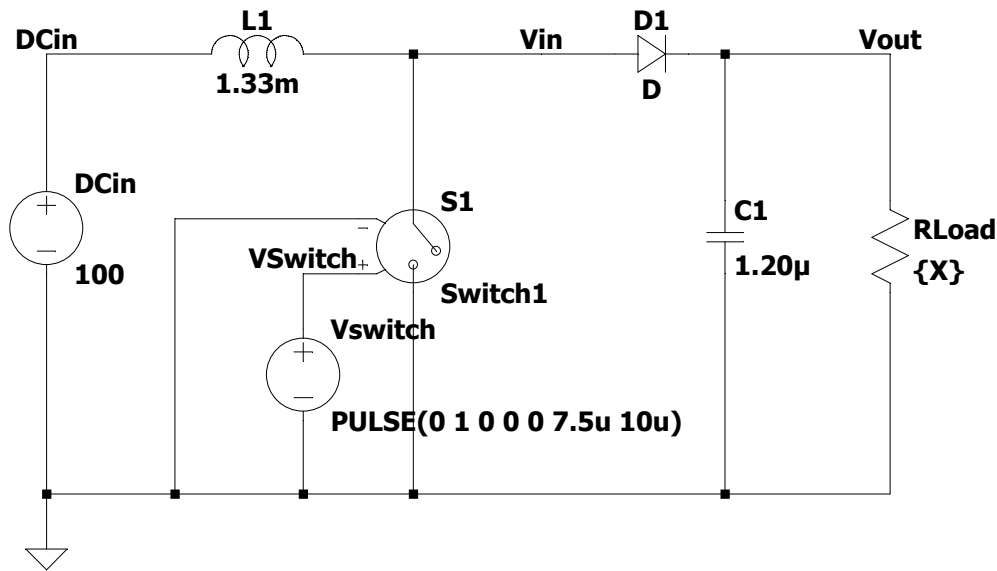 DCin
L1
1.33m
Vin
D1
D
Vout
DCin
100
S1
VSwitch
Switch1
Vswitch
PULSE(0 1 0 0 0 7.5u 10u)
C1
1.20µ
RLoad
{X}